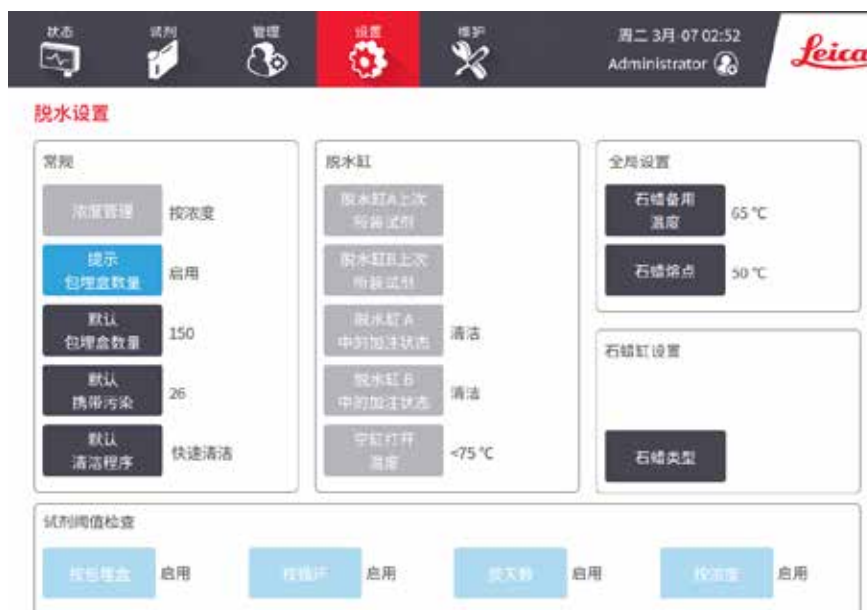 状态
试剂
管理
设置
维护
周二 3月 07 02:52
Administrator
Leica
脱水设置
常规
浓度管理
按浓度
提示
包埋盒数量
启用
默认
包埋盒数量
150
默认
携带污染
26
默认
清洁程序
快速清洁
脱水缸
脱水缸A上次
所装试剂
脱水缸B上次
所装试剂
脱水缸 A
中的加注状态
清洁
脱水缸 B
中的加注状态
清洁
空缸打开
温度
<75 °C
全局设置
石蜡备用
温度
65 °C
石蜡熔点
50 °C
石蜡缸设置
石蜡类型
试剂阈值检查
按包埋盒
启用
按循环
启用
按天数
启用
按浓度
启用